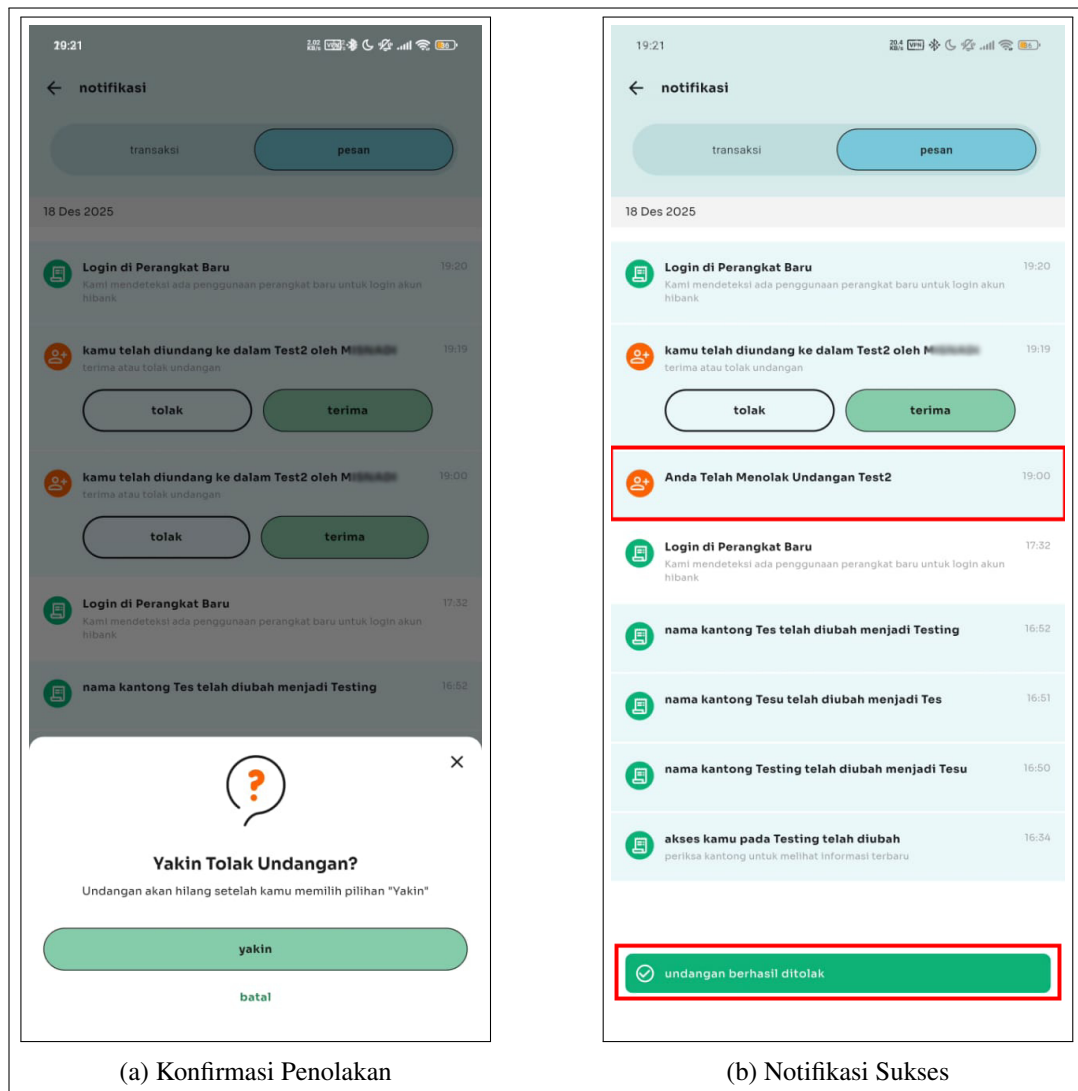 19:21
2.02 KB/s VPN
notifikasi
transaksi pesan
18 Des 2025
Login di Perangkat Baru 19:20
Kami mendeteksi ada penggunaan perangkat baru untuk login akun
hibank
kamu telah diundang ke dalam Test2 oleh 19:19
terima atau tolak undangan
tolak terima
kamu telah diundang ke dalam Test2 oleh 19:00
terima atau tolak undangan
tolak terima
Login di Perangkat Baru 17:32
Kami mendeteksi ada penggunaan perangkat baru untuk login akun
hibank
nama kantong Tes telah diubah menjadi Testing 16:52
?
Yakin Tolak Undangan?
Undangan akan hilang setelah kamu memilih pilihan "Yakin"
yakin
batal
(a) Konfirmasi Penolakan
19:21
20.4 KB/s VPN
notifikasi
transaksi pesan
18 Des 2025
Login di Perangkat Baru 19:20
Kami mendeteksi ada penggunaan perangkat baru untuk login akun
hibank
kamu telah diundang ke dalam Test2 oleh 19:19
terima atau tolak undangan
tolak terima
Anda Telah Menolak Undangan Test2 19:00
Login di Perangkat Baru 17:32
Kami mendeteksi ada penggunaan perangkat baru untuk login akun
hibank
nama kantong Tes telah diubah menjadi Testing 16:52
nama kantong Tesu telah diubah menjadi Tes 16:51
nama kantong Testing telah diubah menjadi Tesu 16:50
akses kamu pada Testing telah diubah 16:34
periksa kantong untuk melihat informasi terbaru
undangan berhasil ditolak
(b) Notifikasi Sukses